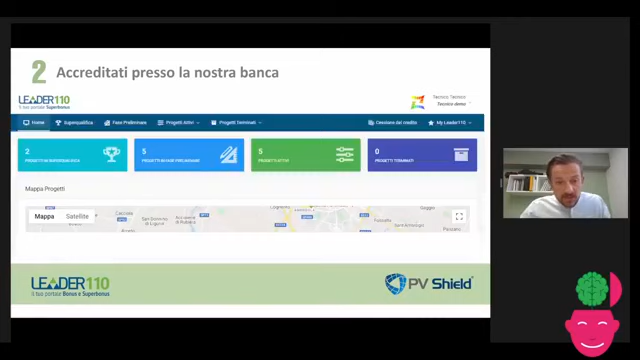 2 Accreditati presso la nostra banca
LEADER110
Il tuo portale Superbonus
Tecnico Tecnico
Tecnico demo
Home Superqualifica Fase Preliminare Progetti Attivi Progetti Terminati Cessione del credito My Leader110
2
PROGETTI IN SUPERQUALIFICA
5
PROGETTI IN FASE PRELIMINARE
5
PROGETTI ATTIVI
0
PROGETTI TERMINATI
Mappa Progetti
Mappa Satellite
LEADER110
il tuo portale Bonus e Superbonus
PV Shield